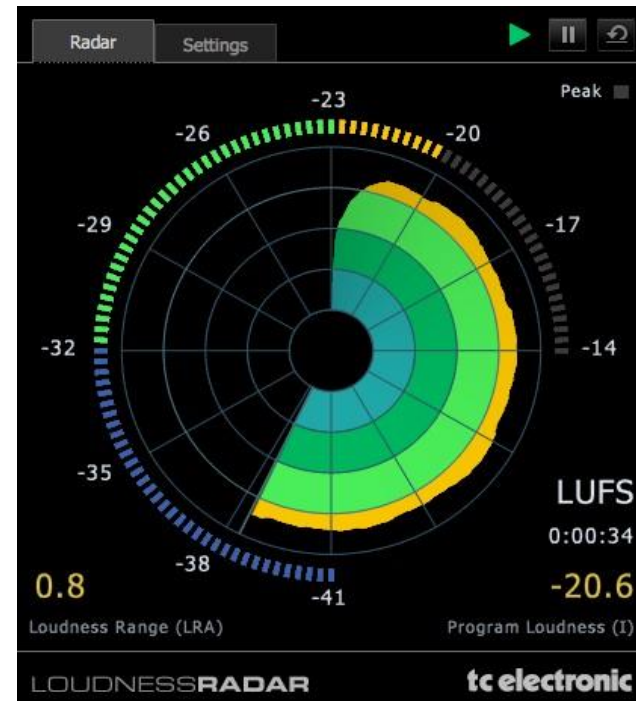 Radar
Settings
Peak
-23
-26
-20
-29
-17
-32
-14
-35
LUFS
0:00:34
-38
0.8
-20.6
-41
Loudness Range (LRA)
Program Loudness (I)
LOUDNESSRADAR
tc electronic